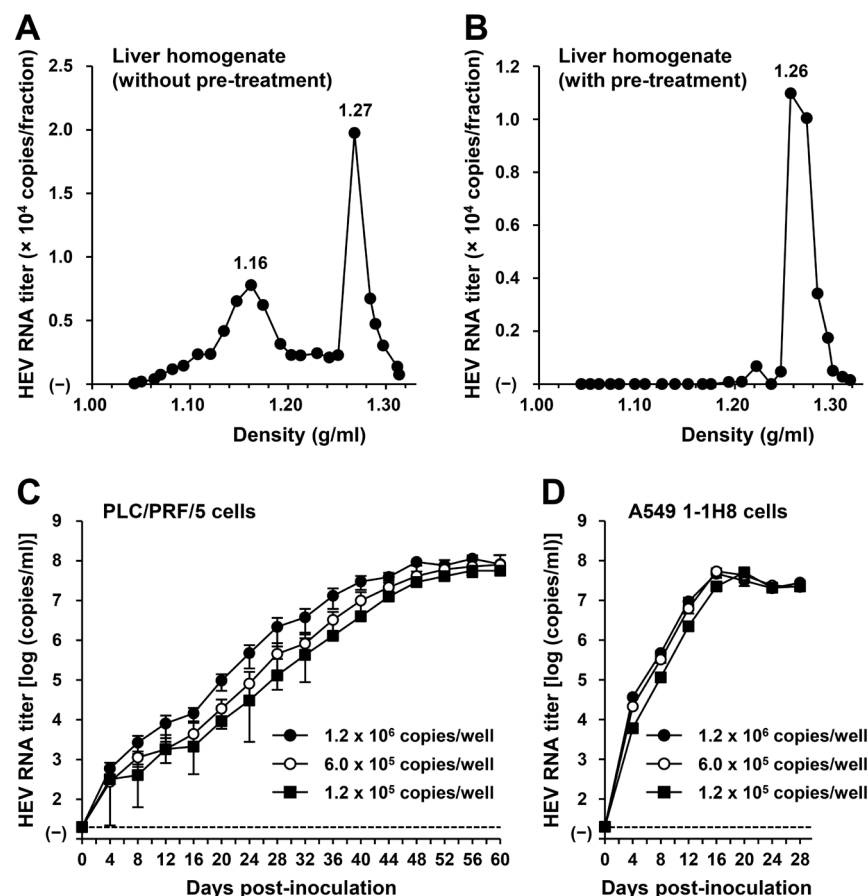 A
Liver homogenate
(without pre-treatment)
HEV RNA titer (× 10⁴ copies/fraction)
2.5
2.0
1.5
1.0
0.5
(−)
1.16
1.27
1.00
1.10
1.20
1.30
Density (g/ml)
B
Liver homogenate
(with pre-treatment)
HEV RNA titer (× 10⁴ copies/fraction)
1.2
1.0
0.8
0.6
0.4
0.2
(−)
1.26
1.00
1.10
1.20
1.30
Density (g/ml)
C
PLC/PRF/5 cells
HEV RNA titer [log (copies/ml)]
9
8
7
6
5
4
3
2
(−)
1.2 x 10⁶ copies/well
6.0 x 10⁵ copies/well
1.2 x 10⁵ copies/well
0 4 8 12 16 20 24 28 32 36 40 44 48 52 56 60
Days post-inoculation
D
A549 1-1H8 cells
HEV RNA titer [log (copies/ml)]
9
8
7
6
5
4
3
2
(−)
1.2 x 10⁶ copies/well
6.0 x 10⁵ copies/well
1.2 x 10⁵ copies/well
0 4 8 12 16 20 24 28
Days post-inoculation